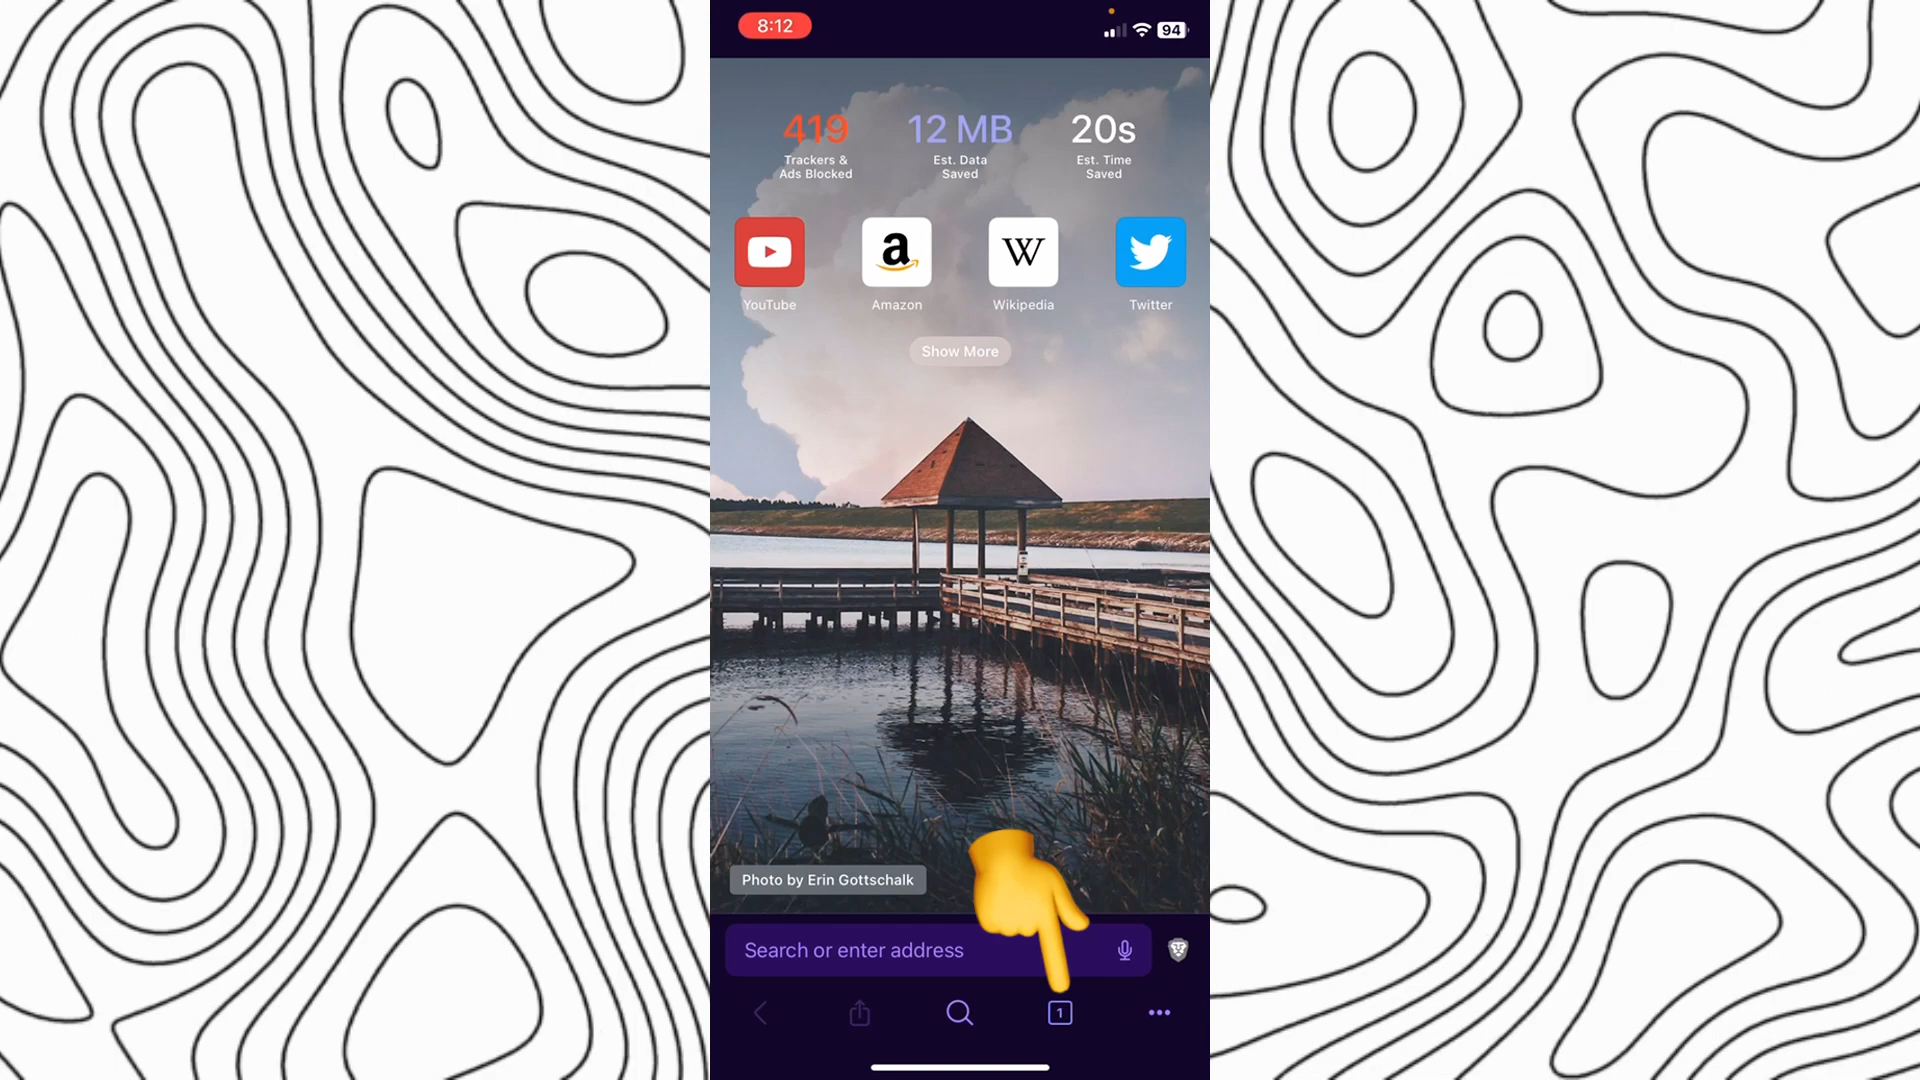 8:12
94
419
12 MB
20s
Trackers &
Ads Blocked
Est. Data
Saved
Est. Time
Saved
a
W
YouTube
Amazon
Wikipedia
Twitter
Show More
Photo by Erin Gottschalk
Search or enter address
1